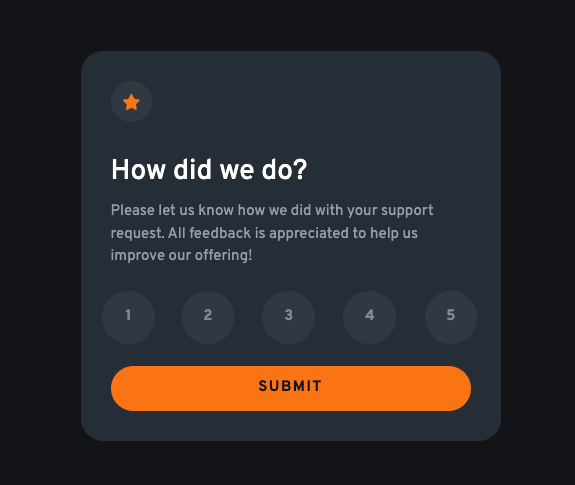 How did we do?
Please let us know how we did with your support
request. All feedback is appreciated to help us
improve our offering!
1 2 3 4 5
SUBMIT